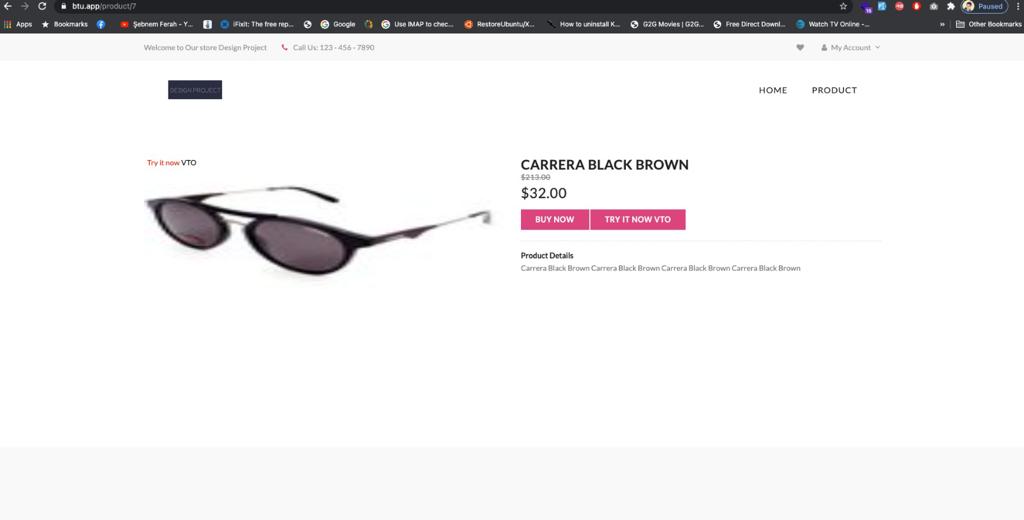 btu.app/product/7
Paused
Apps
Bookmarks
Şebnem Ferah - Y...
iFixit: The free rep...
Google
Use IMAP to chec...
RestoreUbuntu/X...
How to uninstall K...
G2G Movies | G2G...
Free Direct Downl...
Watch TV Online -...
»
Other Bookmarks
Welcome to Our store Design Project
Call Us: 123 - 456 - 7890
My Account
DESIGN PROJECT
HOME
PRODUCT
Try it now VTO
CARRERA BLACK BROWN
$213.00
$32.00
BUY NOW
TRY IT NOW VTO
Product Details
Carrera Black Brown Carrera Black Brown Carrera Black Brown Carrera Black Brown